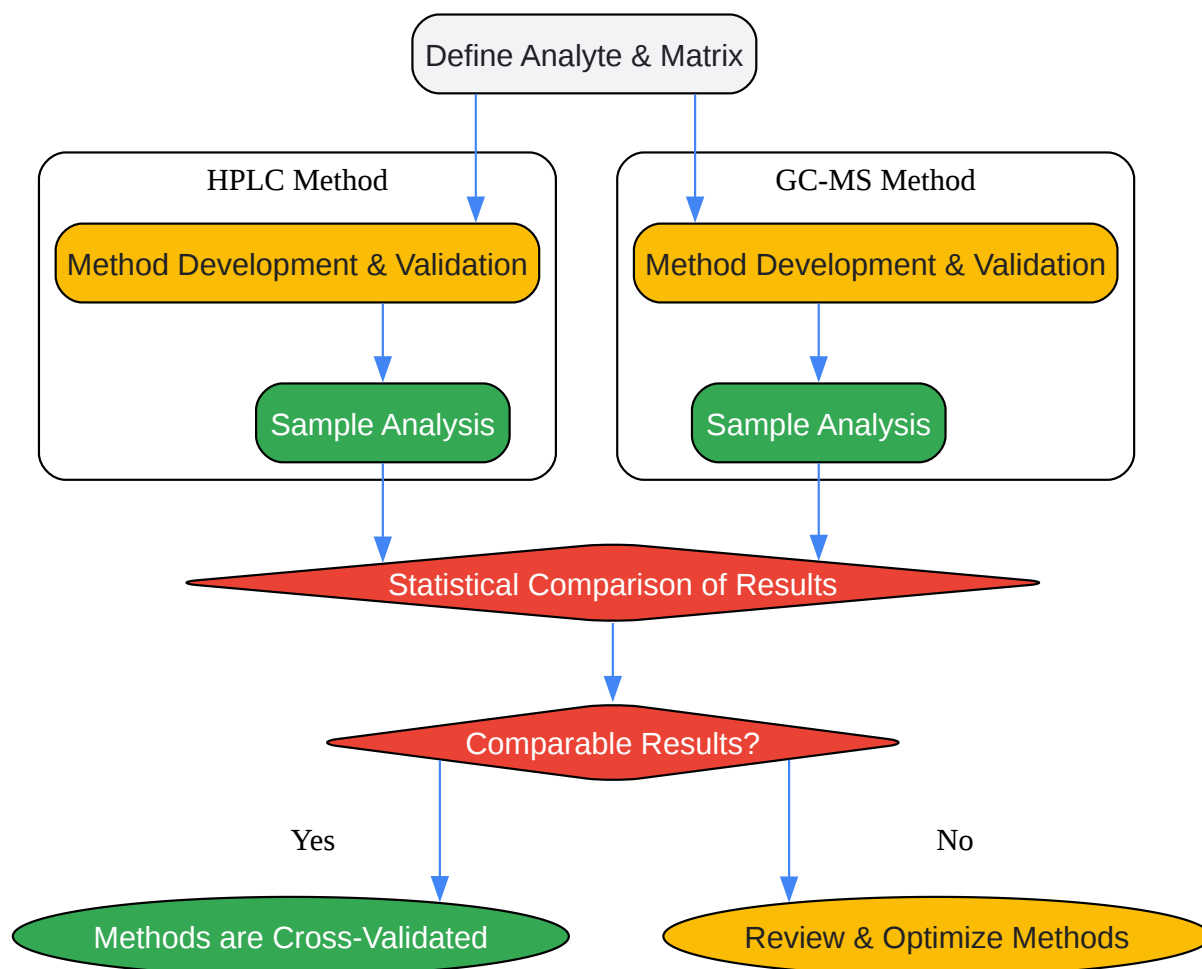 Define Analyte & Matrix
HPLC Method
GC-MS Method
Method Development & Validation
Method Development & Validation
Sample Analysis
Sample Analysis
Statistical Comparison of Results
Comparable Results?
Yes
No
Methods are Cross-Validated
Review & Optimize Methods